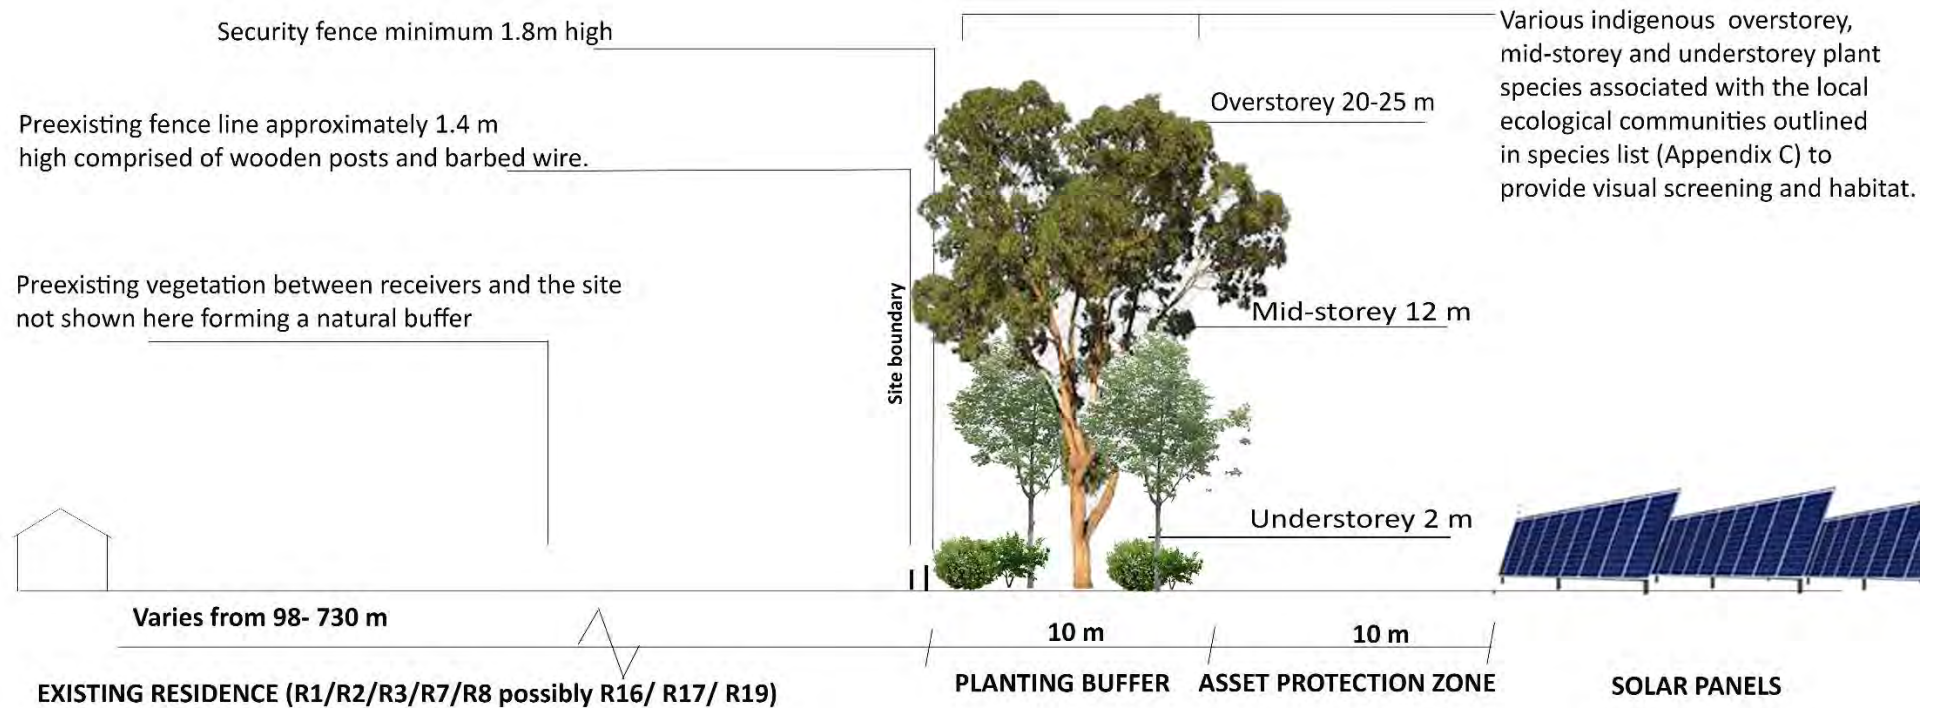 Security fence minimum 1.8m high
Preexisting fence line approximately 1.4 m
high comprised of wooden posts and barbed wire.
Preexisting vegetation between receivers and the site
not shown here forming a natural buffer
Site boundary
Various indigenous overstorey,
mid-storey and understorey plant
species associated with the local
ecological communities outlined
in species list (Appendix C) to
provide visual screening and habitat.
Overstorey 20-25 m
Mid-storey 12 m
Understorey 2 m
Varies from 98- 730 m
10 m
10 m
EXISTING RESIDENCE (R1/R2/R3/R7/R8 possibly R16/ R17/ R19)
PLANTING BUFFER
ASSET PROTECTION ZONE
SOLAR PANELS